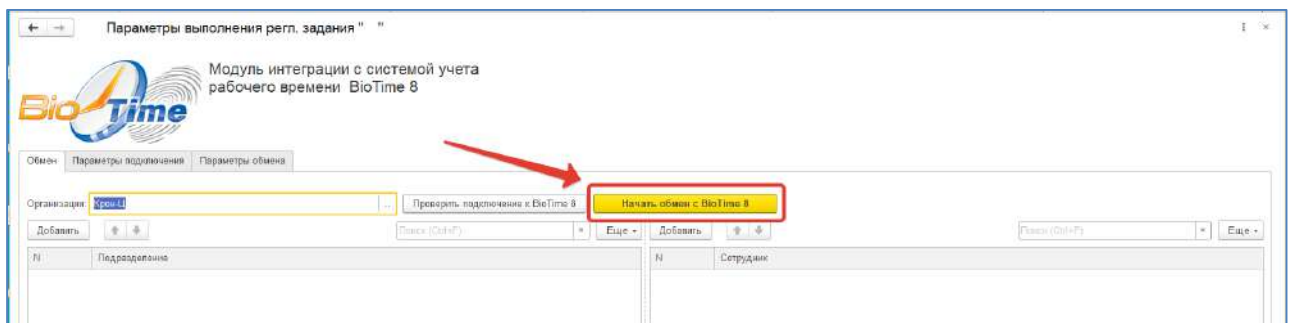 Параметры выполнения регл. задания " "
Модуль интеграции с системой учета
рабочего времени BioTime 8
BioTime
Обмен Параметры подключения Параметры обмена
Организация: Крон-Ц ... Проверить подключение к BioTime 8 Начать обмен с BioTime 8
Добавить Поиск (Ctrl+F) × Еще Добавить Поиск (Ctrl+F) × Еще
N Подразделение N Сотрудник